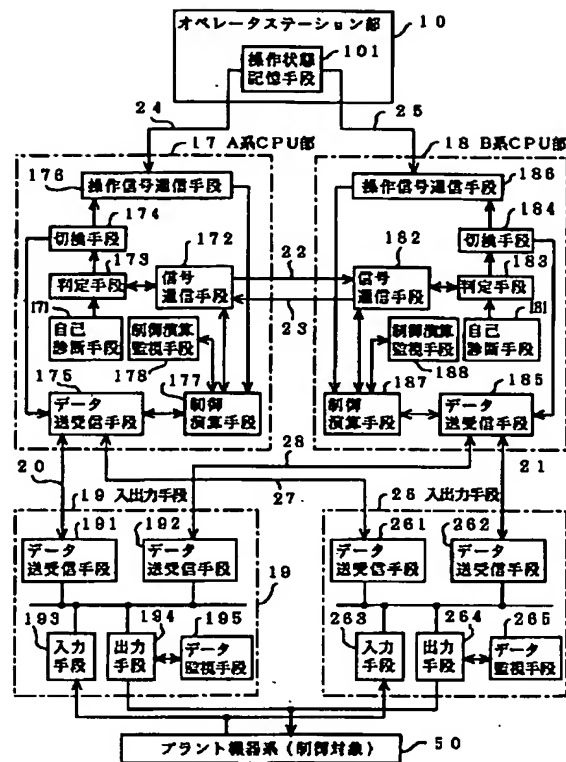 オペレータステーション部
10
操作状態
記憶手段
101
24
25
17 A系CPU部
18 B系CPU部
176
操作信号通信手段
操作信号通信手段
186
174
184
切換手段
172
22
182
切換手段
173
信号
通信手段
信号
通信手段
183
判定手段
23
判定手段
171
自己
診断手段
制御演算
監視手段
制御演算
監視手段
自己
診断手段
181
178
188
175
177
187
185
データ
送受信手段
制御
演算手段
制御
演算手段
データ
送受信手段
20
28
21
27
19 入出力手段
26 入出力手段
191
192
261
262
データ
送受信手段
データ
送受信手段
データ
送受信手段
データ
送受信手段
19
193
194
195
263
264
265
入力
手段
出力
手段
データ
監視手段
入力
手段
出力
手段
データ
監視手段
プラント機器系(制御対象)
50